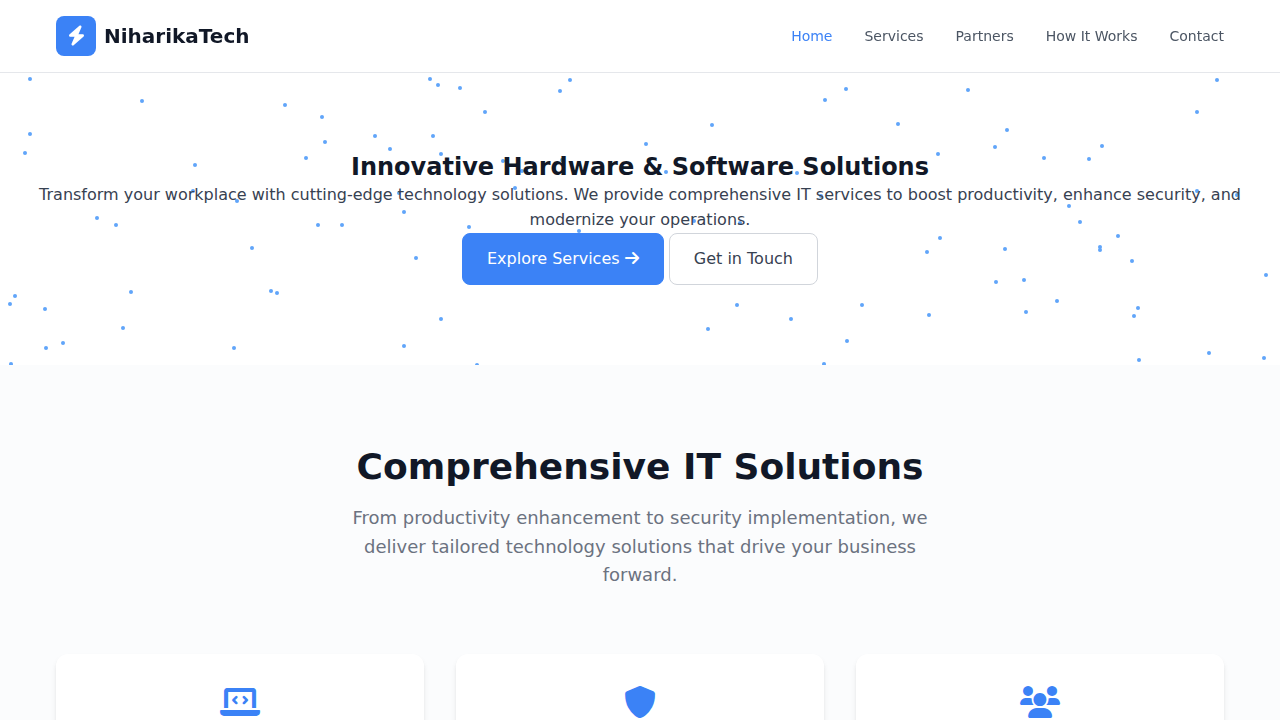 NiharikaTech
Home
Services
Partners
How It Works
Contact
Innovative Hardware & Software Solutions
Transform your workplace with cutting-edge technology solutions. We provide comprehensive IT services to boost productivity, enhance security, and
modernize your operations.
Explore Services
Get in Touch
Comprehensive IT Solutions
From productivity enhancement to security implementation, we
deliver tailored technology solutions that drive your business
forward.